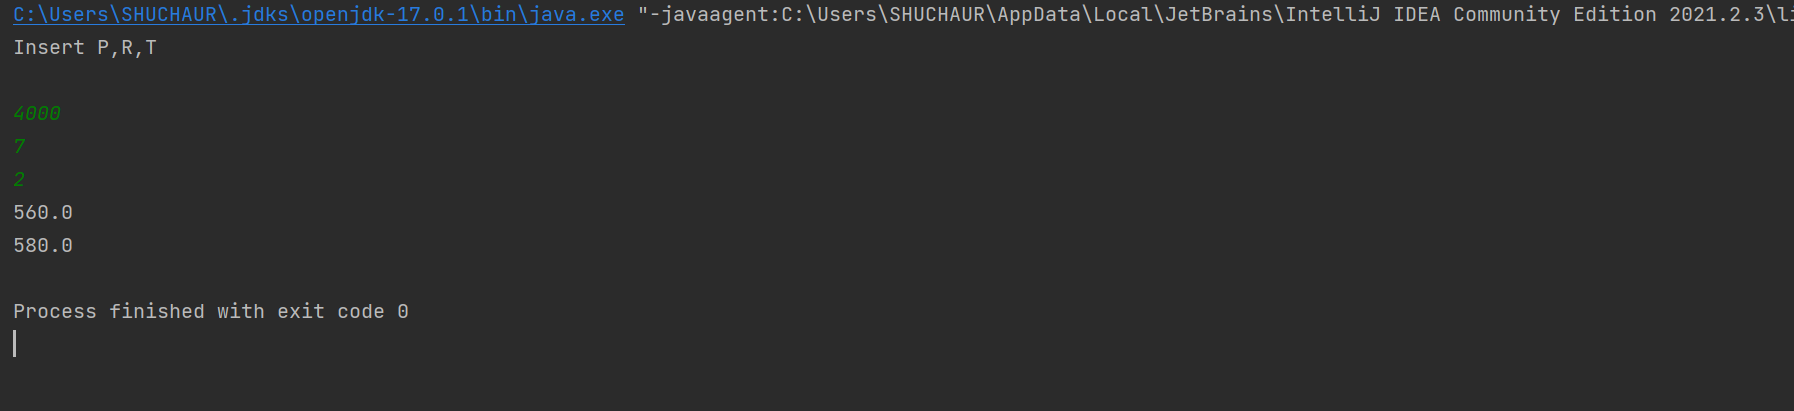 C:\Users\SHUCHAUR\.jdks\openjdk-17.0.1\bin\java.exe "-javaagent:C:\Users\SHUCHAUR\AppData\Local\JetBrains\IntelliJ IDEA Community Edition 2021.2.3\li
Insert P,R,T
4000
7
2
560.0
580.0
Process finished with exit code 0